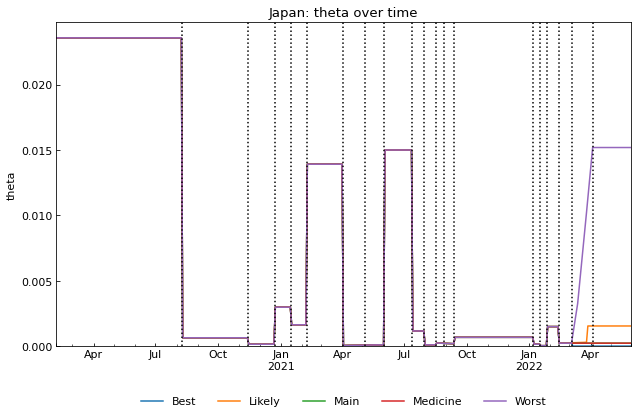 Japan: theta over time
theta
0.020
0.015
0.010
0.005
0.000
Apr Jul Oct Jan Apr Jul Oct Jan Apr
2021 2022
Best Likely Main Medicine Worst